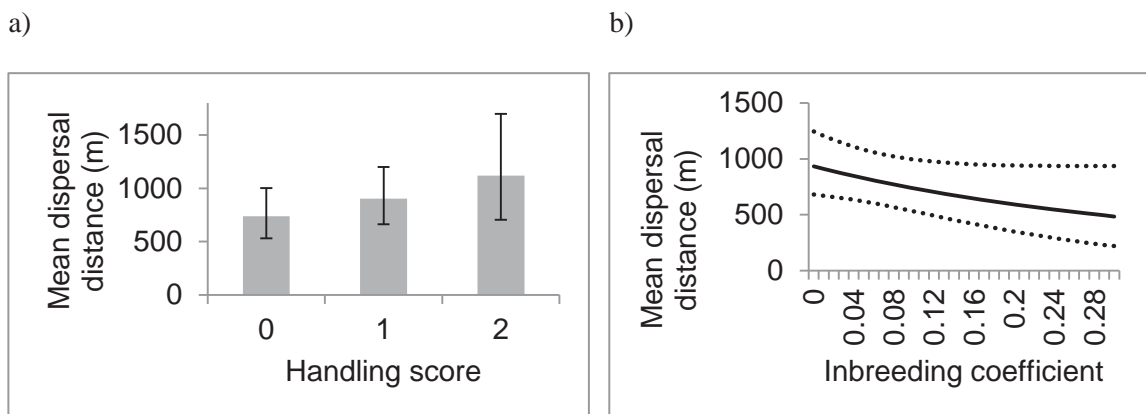 a)
b)
Mean dispersal
distance (m)
1500
1000
500
0
0
1
2
Handling score
Mean dispersal
distance (m)
1500
1000
500
0
0
0.04
0.08
0.12
0.16
0.2
0.24
0.28
Inbreeding coefficient